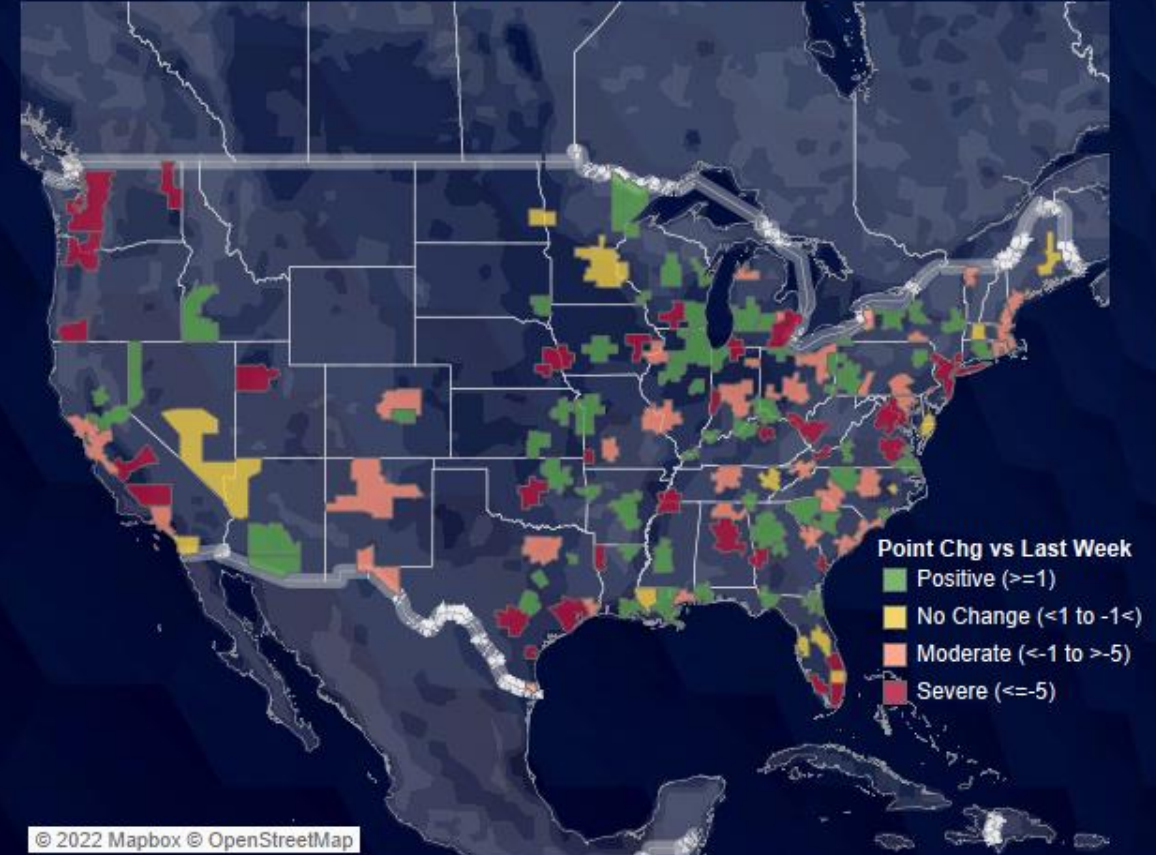 Point Chg vs Last Week
Positive (>=1)
No Change (<1 to -1<)
Moderate (<-1 to >-5)
Severe (<=-5)
© 2022 Mapbox © OpenStreetMap